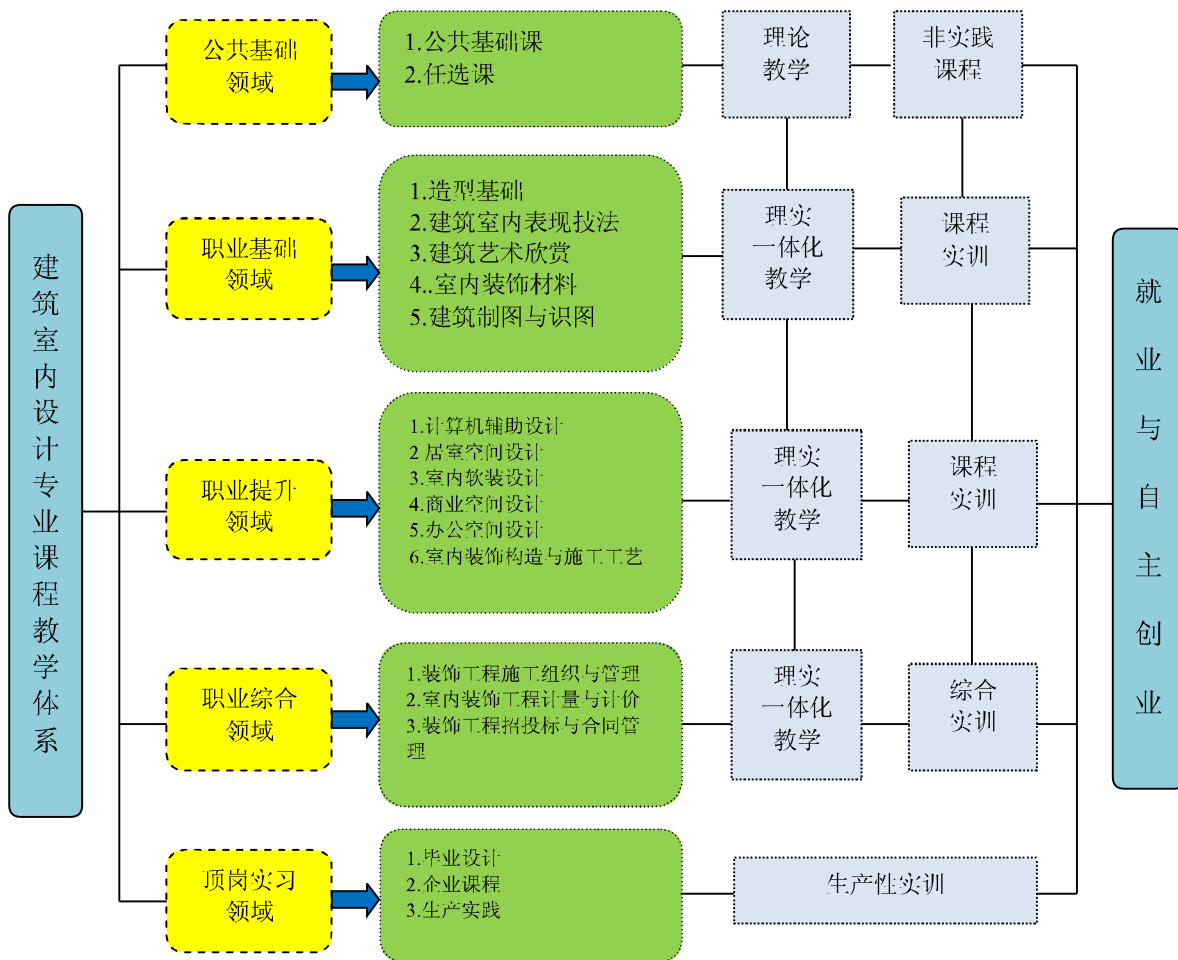 建筑室内设计专业课程教学体系
公共基础
领域
1.公共基础课
2.任选课
理论
教学
非实践
课程
职业基础
领域
1.造型基础
2.建筑室内表现技法
3.建筑艺术欣赏
4..室内装饰材料
5.建筑制图与识图
理实
一体化
教学
课程
实训
职业提升
领域
1.计算机辅助设计
2 居室空间设计
3.室内软装设计
4.商业空间设计
5.办公空间设计
6.室内装饰构造与施工工艺
理实
一体化
教学
课程
实训
职业综合
领域
1.装饰工程施工组织与管理
2.室内装饰工程计量与计价
3.装饰工程招投标与合同管
理
理实
一体化
教学
综合
实训
顶岗实习
领域
1.毕业设计
2.企业课程
3.生产实践
生产性实训
就业与自主创业